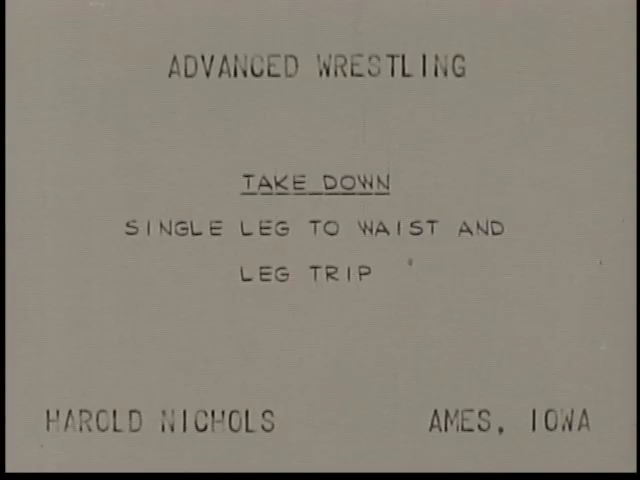 ADVANCED WRESTLING
TAKE DOWN
SINGLE LEG TO WAIST AND
LEG TRIP
HAROLD NICHOLS AMES, IOWA